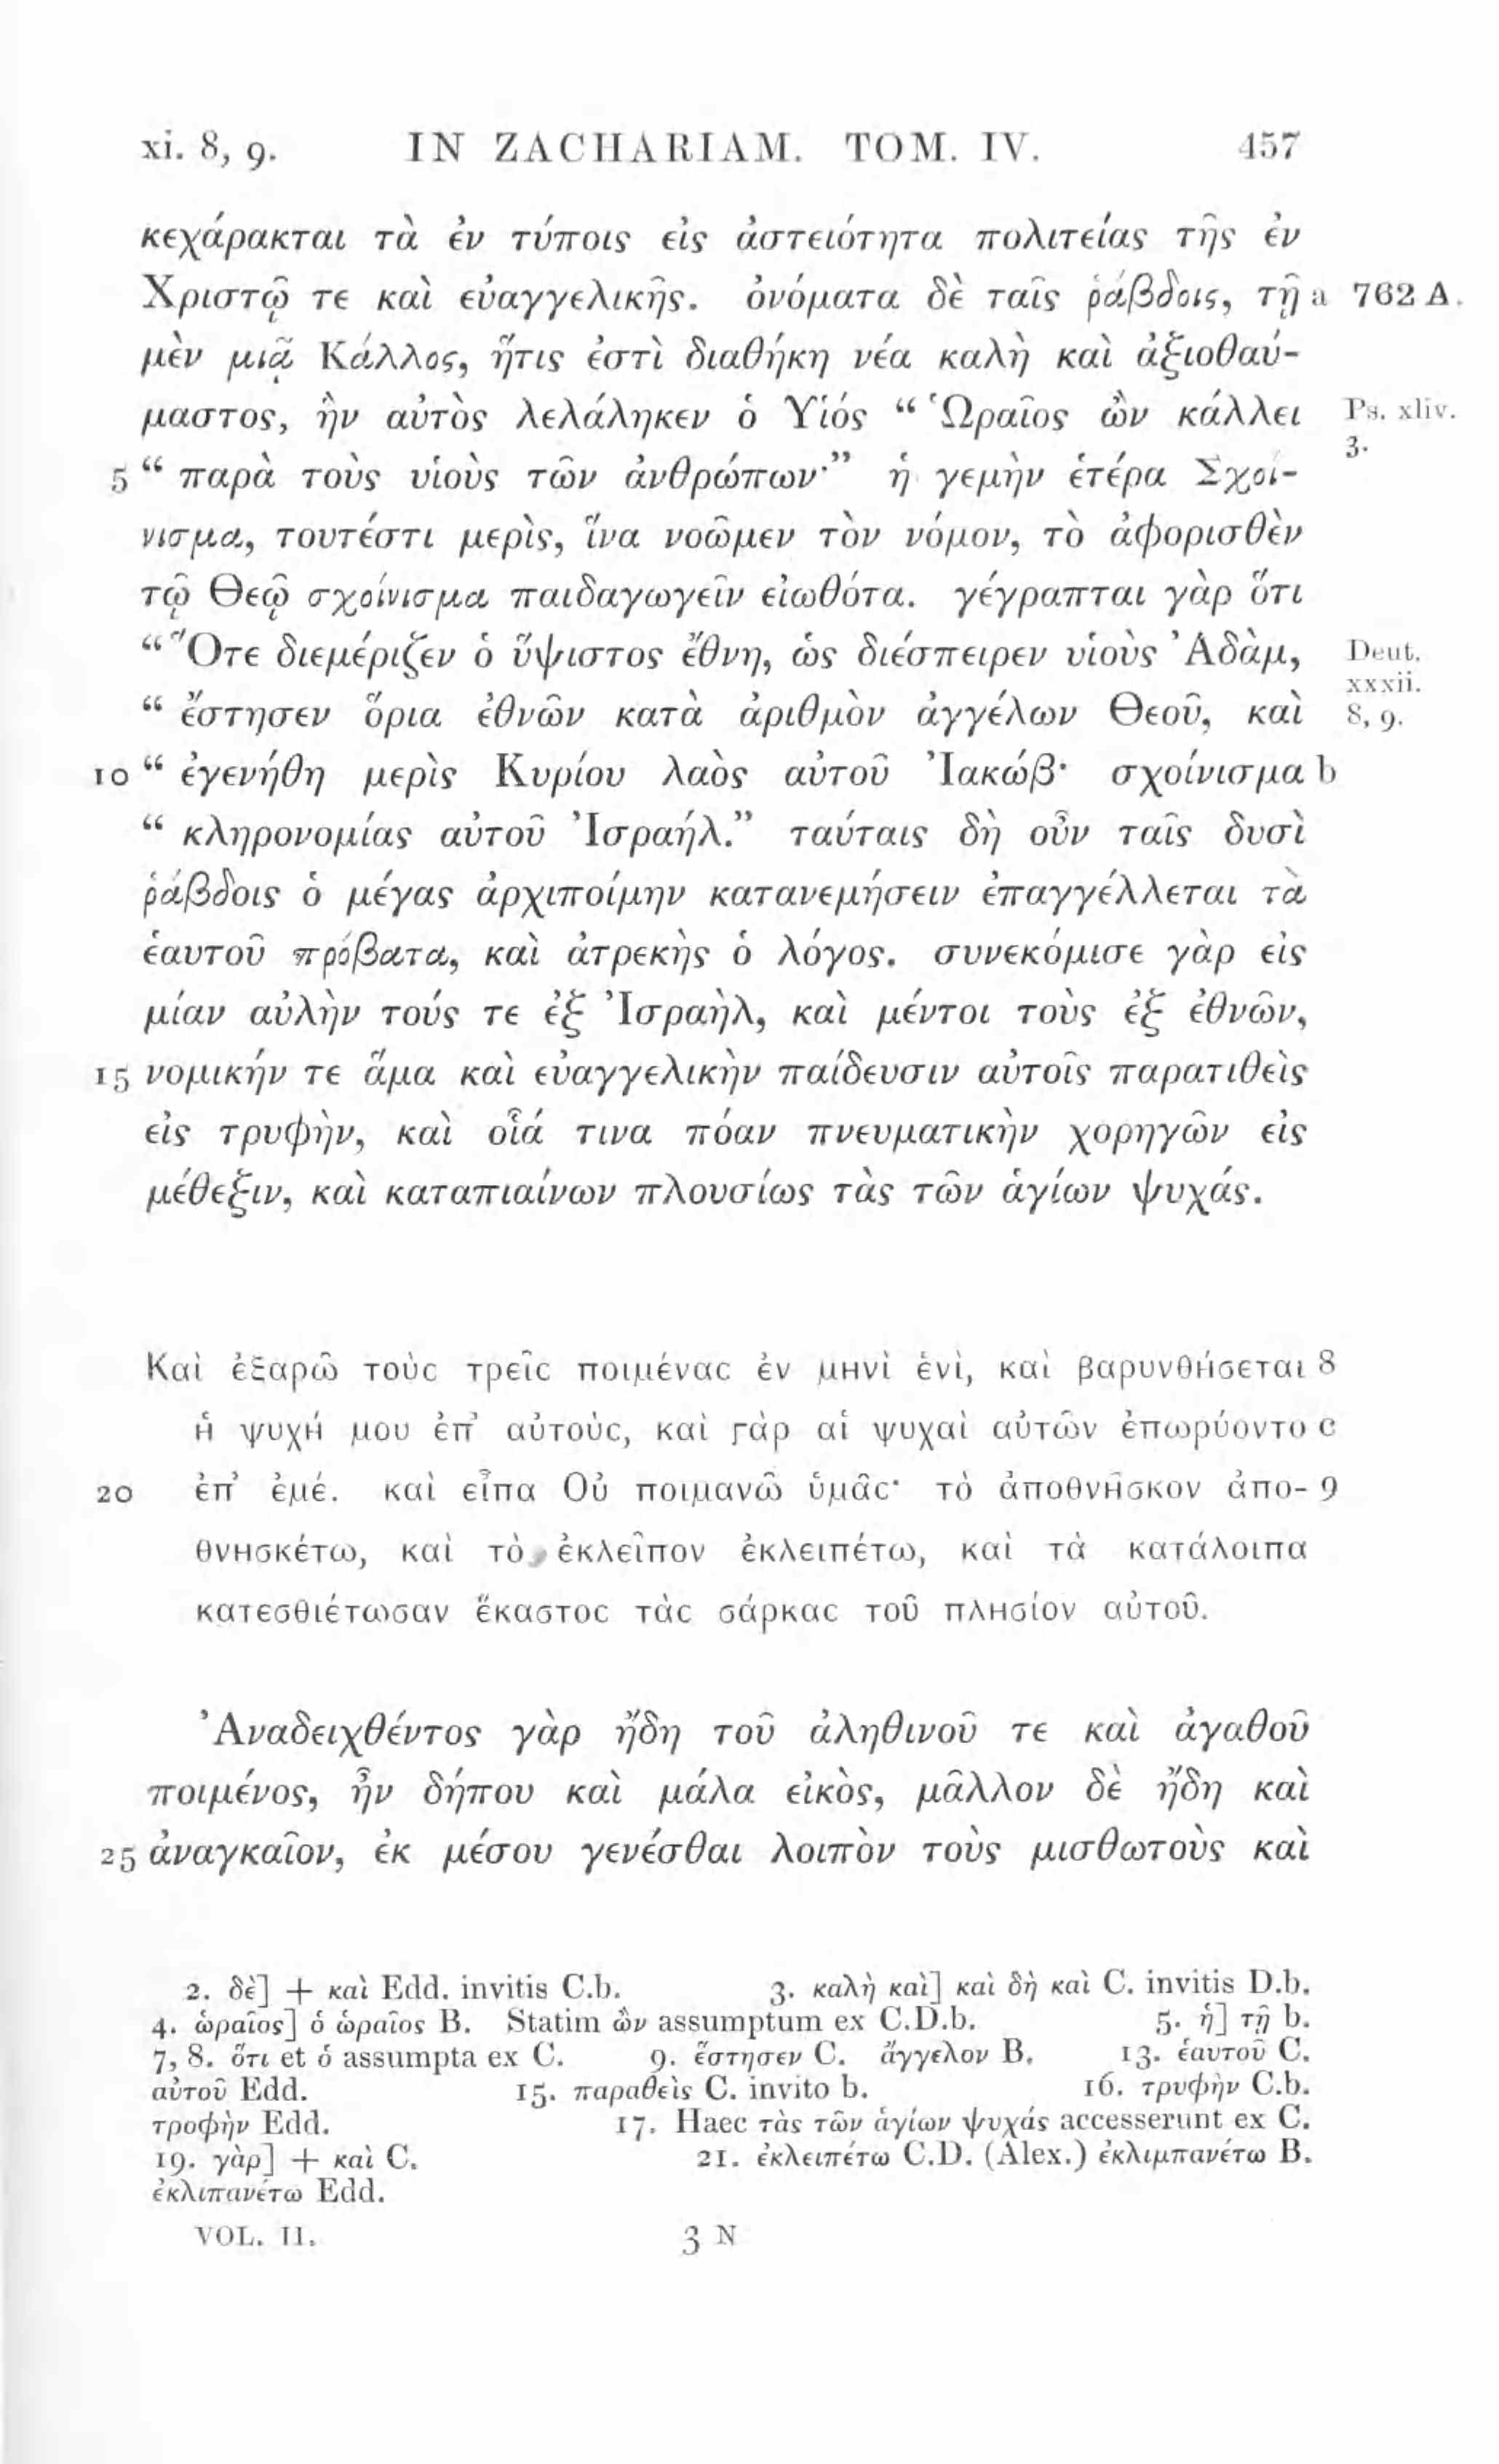 xi. 8, 9. IN ZACHARIAM. TOM. IV. 457
κεχάρακται τὰ ἐν τύποις εἰς ἀστειότητα πολιτείας τῆς ἐν
Χριστῷ τε καὶ εὐαγγελικῆς. ὀνόματα δὲ ταῖς ῥάβδοις, τῇ a 762 A.
μὲν μιᾷ Κάλλος, ἥτις ἐστὶ διαθήκη νέα καλὴ καὶ ἀξιοθαύ-
μαστος, ἣν αὐτὸς λελάληκεν ὁ Υἱός “ Ὡραῖος ὢν κάλλει Ps. xliv. 3.
5 “ παρὰ τοὺς υἱοὺς τῶν ἀνθρώπων·” ἡ γεμὴν ἑτέρα Σχοί-
νισμα, τουτέστι μερὶς, ἵνα νοῶμεν τὸν νόμον, τὸ ἀφορισθὲν
τῷ Θεῷ σχοίνισμα παιδαγωγεῖν εἰωθότα. γέγραπται γὰρ ὅτι
“ Ὅτε διεμέριζεν ὁ ὕψιστος ἔθνη, ὡς διέσπειρεν υἱοὺς Ἀδὰμ, Deut. xxxii. 8, 9.
“ ἔστησεν ὅρια ἐθνῶν κατὰ ἀριθμὸν ἀγγέλων Θεοῦ, καὶ
10 “ ἐγενήθη μερὶς Κυρίου λαὸς αὐτοῦ Ἰακώβ· σχοίνισμα b
“ κληρονομίας αὐτοῦ Ἰσραήλ.” ταύταις δὴ οὖν ταῖς δυσὶ
ῥάβδοις ὁ μέγας ἀρχιποίμην κατανεμήσειν ἐπαγγέλλεται τὰ
ἑαυτοῦ πρόβατα, καὶ ἀτρεκὴς ὁ λόγος. συνεκόμισε γὰρ εἰς
μίαν αὐλὴν τούς τε ἐξ Ἰσραὴλ, καὶ μέντοι τοὺς ἐξ ἐθνῶν,
15 νομικήν τε ἅμα καὶ εὐαγγελικὴν παίδευσιν αὐτοῖς παρατιθεὶς
εἰς τρυφὴν, καὶ οἷά τινα πόαν πνευματικὴν χορηγῶν εἰς
μέθεξιν, καὶ καταπιαίνων πλουσίως τὰς τῶν ἁγίων ψυχάς.
Καὶ ἐξαρῶ τοὺς τρεῖς ποιμένας ἐν μηνὶ ἑνὶ, καὶ βαρυνθήσεται 8
ἡ ψυχή μου ἐπ’ αὐτοὺς, καὶ γὰρ αἱ ψυχαὶ αὐτῶν ἐπωρύοντο c
20 ἐπ’ ἐμέ. καὶ εἶπα Οὐ ποιμανῶ ὑμᾶς· τὸ ἀποθνῆσκον ἀπο- 9
θνησκέτω, καὶ τὸ ἐκλεῖπον ἐκλειπέτω, καὶ τὰ κατάλοιπα
κατεσθιέτωσαν ἕκαστος τὰς σάρκας τοῦ πλησίον αὐτοῦ.
Ἀναδειχθέντος γὰρ ἤδη τοῦ ἀληθινοῦ τε καὶ ἀγαθοῦ
ποιμένος, ἦν δήπου καὶ μάλα εἰκὸς, μᾶλλον δὲ ἤδη καὶ
25 ἀναγκαῖον, ἐκ μέσου γενέσθαι λοιπὸν τοὺς μισθωτοὺς καὶ
2. δὲ] + καὶ Edd. invitis C.b. 3. καλὴ καὶ] καὶ δὴ καὶ C. invitis D.b.
4. ὡραῖος] ὁ ὡραῖος B. Statim ὢν assumptum ex C.D.b. 5. ἡ] τῇ b.
7, 8. ὅτι et ὁ assumpta ex C. 9. ἔστησεν C. ἄγγελον B. 13. ἑαυτοῦ C.
αὐτοῦ Edd. 15. παραθεὶς C. invito b. 16. τρυφὴν C.b.
τροφὴν Edd. 17. Haec τὰς τῶν ἁγίων ψυχάς accesserunt ex C.
19. γὰρ] + καὶ C. 21. ἐκλειπέτω C.D. (Alex.) ἐκλιμπανέτω B.
ἐκλιπανέτω Edd.
VOL. II. 3 N